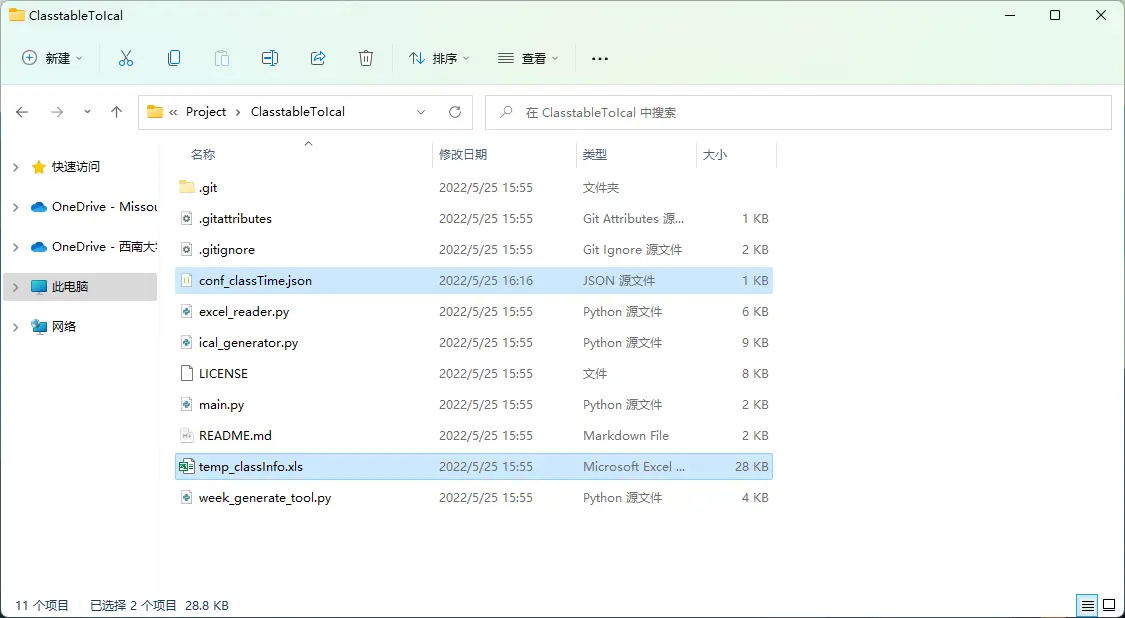 ClasstableToIcal
新建
排序
查看
« Project › ClasstableToIcal
在 ClasstableToIcal 中搜索
快速访问
OneDrive - Missou
OneDrive - 西南大
此电脑
网络
名称 修改日期 类型 大小
.git 2022/5/25 15:55 文件夹
.gitattributes 2022/5/25 15:55 Git Attributes 源... 1 KB
.gitignore 2022/5/25 15:55 Git Ignore 源文件 2 KB
conf_classTime.json 2022/5/25 16:16 JSON 源文件 1 KB
excel_reader.py 2022/5/25 15:55 Python 源文件 6 KB
ical_generator.py 2022/5/25 15:55 Python 源文件 9 KB
LICENSE 2022/5/25 15:55 文件 8 KB
main.py 2022/5/25 15:55 Python 源文件 2 KB
README.md 2022/5/25 15:55 Markdown File 2 KB
temp_classInfo.xls 2022/5/25 15:55 Microsoft Excel ... 28 KB
week_generate_tool.py 2022/5/25 15:55 Python 源文件 4 KB
11 个项目 已选择 2 个项目 28.8 KB